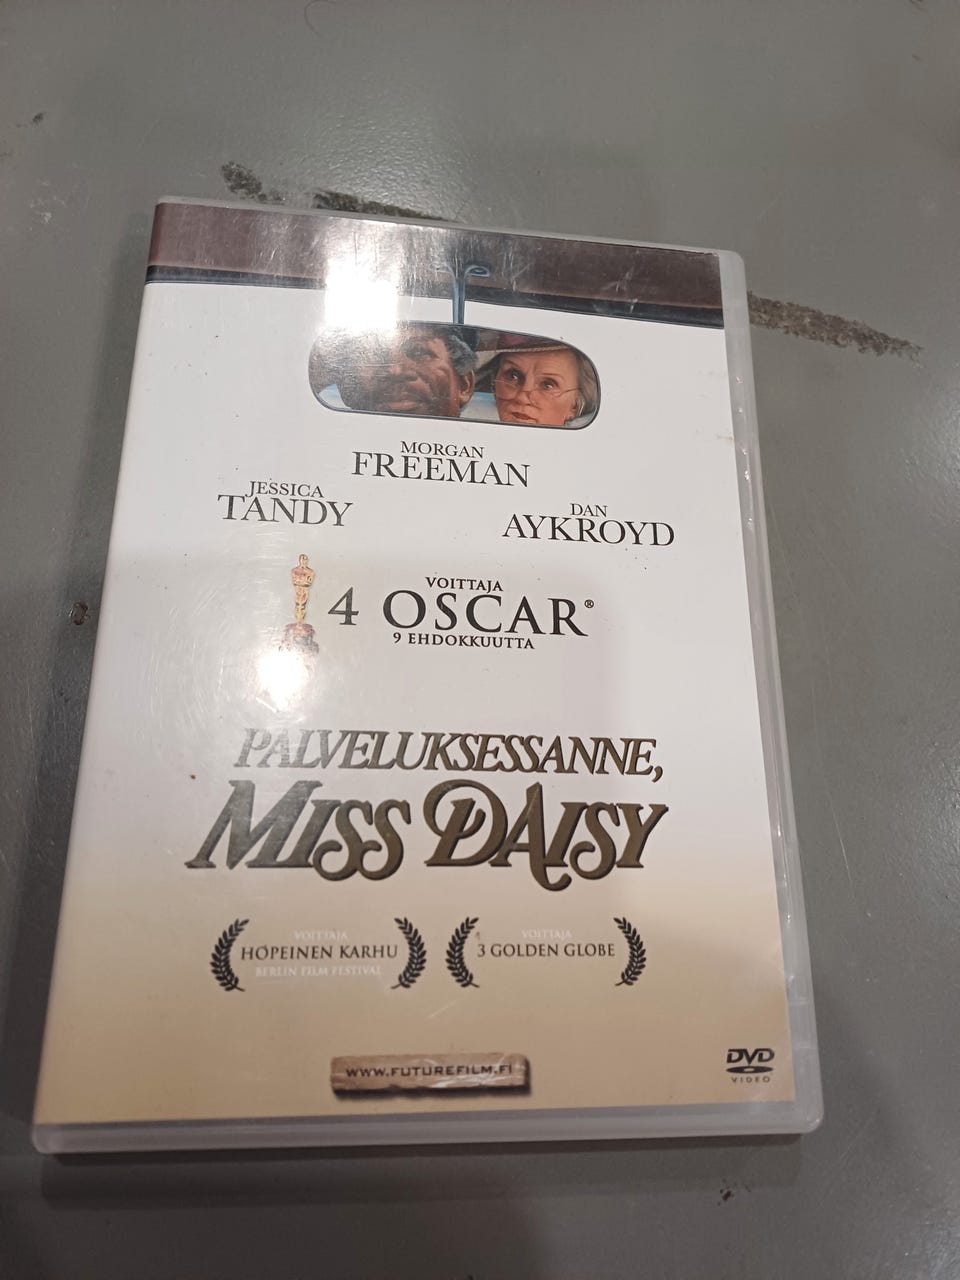 MORGAN
FREEMAN
JESSICA
TANDY
DAN
AYKROYD
VOITTAJA
4 OSCAR®
9 EHDOKKUUTTA
PALVELUKSESSANNE,
MISS DAISY
VOITTAJA
HOPEINEN KARHU
BERLIN FILM FESTIVAL
VOITTAJA
3 GOLDEN GLOBE
WWW.FUTUREFILM.FI
DVD
VIDEO